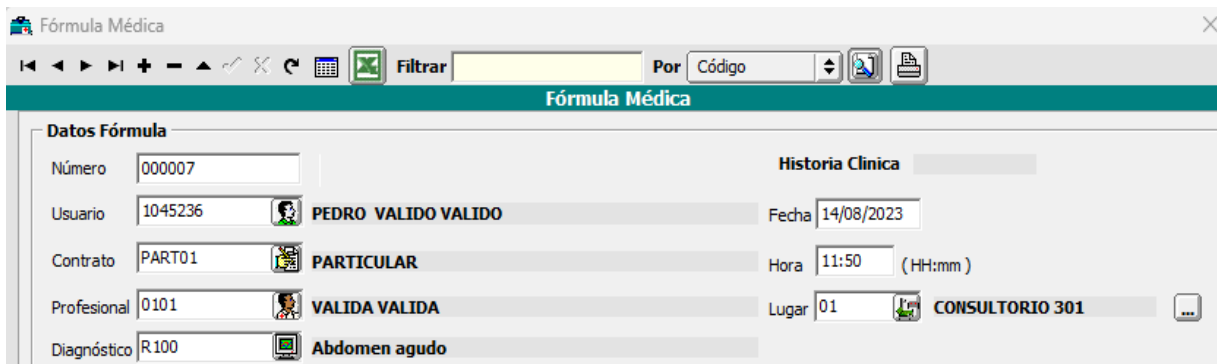 Fórmula Médica
Filtrar Por Código
Fórmula Médica
Datos Fórmula
Número 000007 Historia Clinica
Usuario 1045236 PEDRO VALIDO VALIDO Fecha 14/08/2023
Contrato PART01 PARTICULAR Hora 11:50 (HH:mm)
Profesional 0101 VALIDA VALIDA Lugar 01 CONSULTORIO 301 ...
Diagnóstico R100 Abdomen agudo